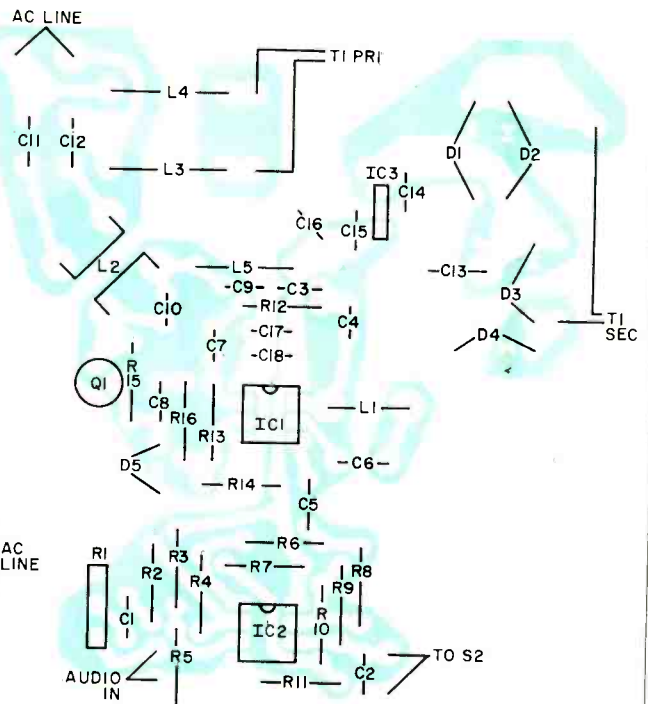 AC LINE
T1 PRI
L4
C11
C12
L3
D1
D2
IC3
C14
C16
C15
L2
L5
C9
C3
C13
R12
D3
C10
C4
T1
SEC
C17
D4
C7
C18
R
15
Q1
C8
R16
R13
IC1
L1
D5
R14
C6
C5
R6
AC
LINE
R1
R2
R3
R4
R7
R8
R9
C1
R
10
IC2
R5
TO S2
AUDIO
IN
R11
C2